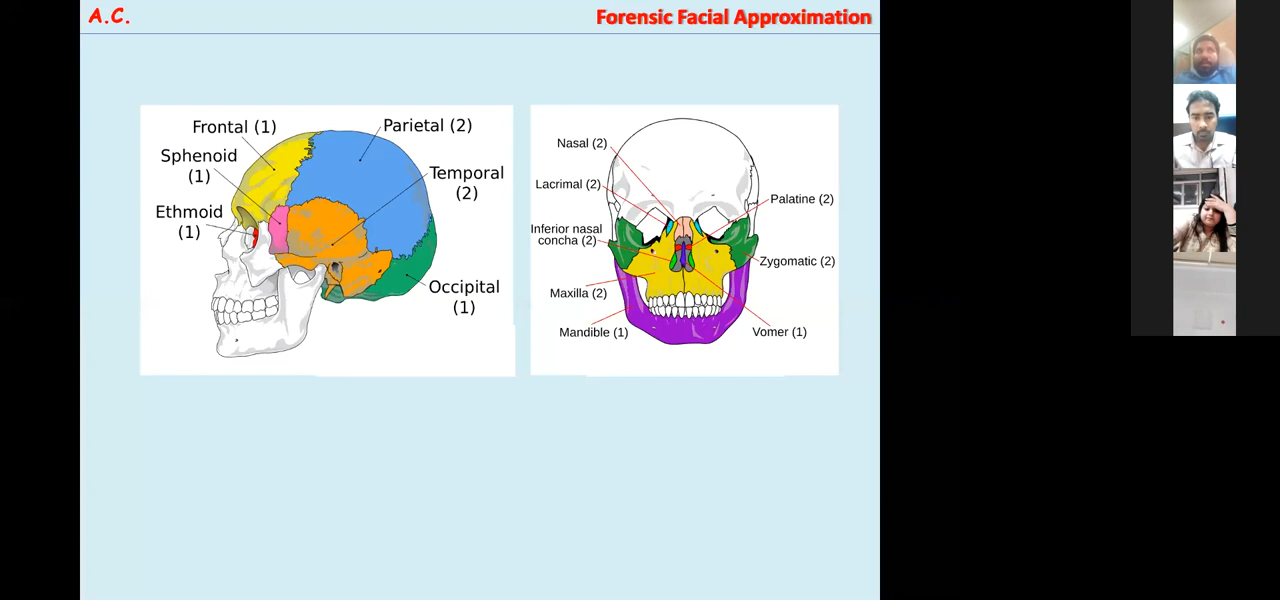 A.C.
Forensic Facial Approximation
Frontal (1)
Parietal (2)
Sphenoid
(1)
Temporal
(2)
Ethmoid
(1)
Occipital
(1)
Nasal (2)
Lacrimal (2)
Palatine (2)
Inferior nasal
concha (2)
Zygomatic (2)
Maxilla (2)
Mandible (1)
Vomer (1)